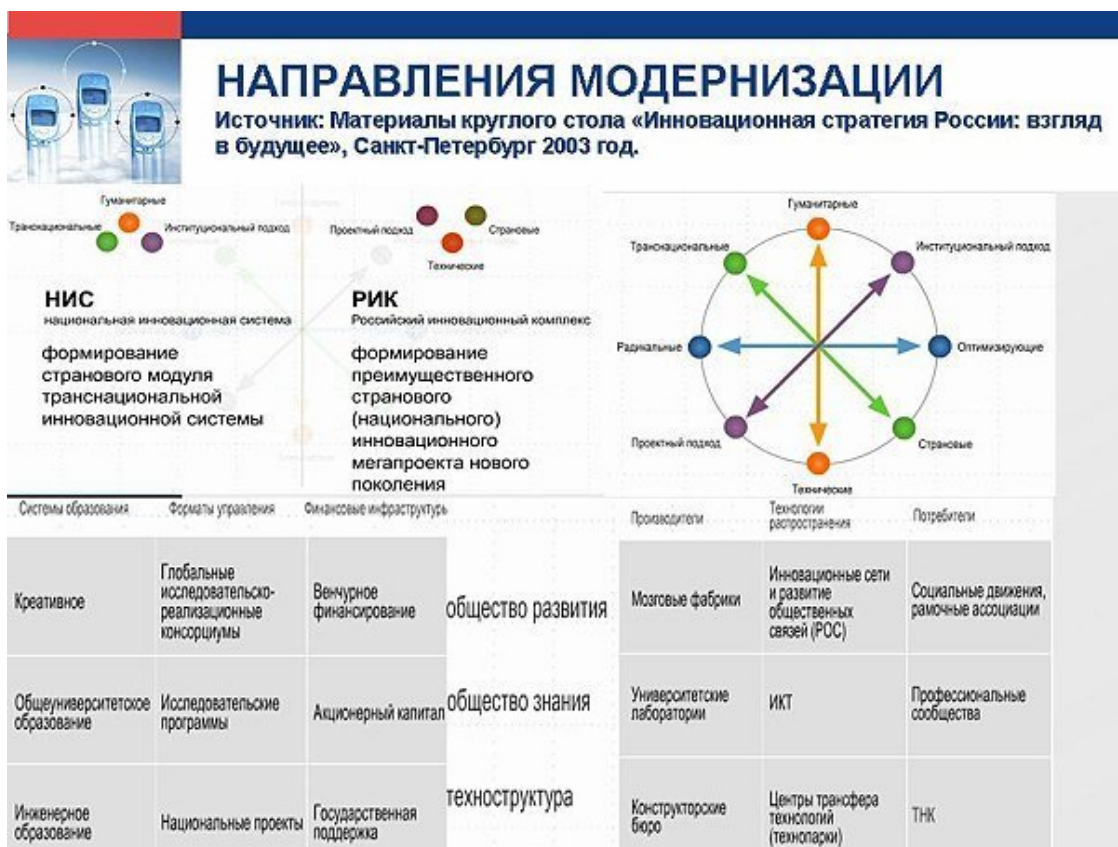 НАПРАВЛЕНИЯ МОДЕРНИЗАЦИИ
Источник: Материалы круглого стола «Инновационная стратегия России: взгляд
в будущее», Санкт-Петербург 2003 год.
Гуманитарные
Транснациональные
Институциональный подход
НИС
национальная инновационная система
формирование
странового модуля
транснациональной
инновационной системы
Проектный подход
Страновые
Технические
РИК
Российский инновационный комплекс
формирование
преимущественного
странового
(национального)
инновационного
мегапроекта нового
поколения
Гуманитарные
Транснациональные
Институциональный подход
Радикальные
Оптимизирующие
Проектный подход
Страновые
Технические
Системы образования
Форматы управления
Финансовые инфраструктуры
Производители
Технологии
распространения
Потребители
Креативное
Глобальные
исследовательско-
реализационные
консорциумы
Венчурное
финансирование
общество развития
Мозговые фабрики
Инновационные сети
и развитие
общественных
связей (РОС)
Социальные движения,
рамочные ассоциации
Общеуниверситетское
образование
Исследовательские
программы
Акционерный капитал
общество знания
Университетские
лаборатории
ИКТ
Профессиональные
сообщества
Инженерное
образование
Национальные проекты
Государственная
поддержка
техноструктура
Конструкторские
бюро
Центры трансфера
технологий
(технопарки)
ТНК